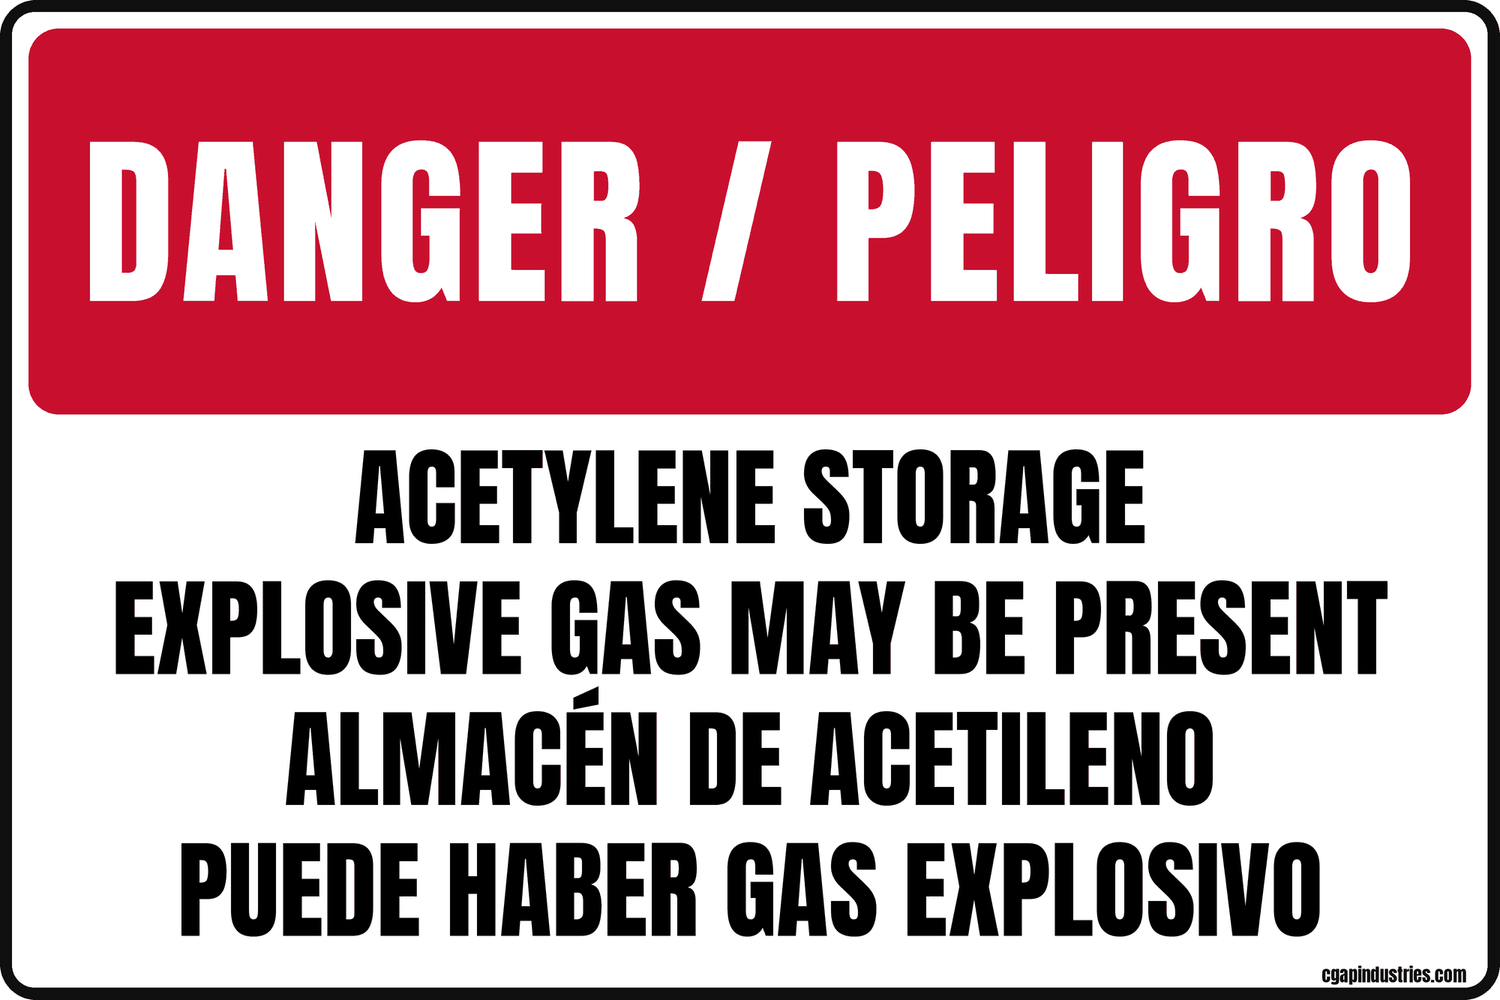 DANGER / PELIGRO
ACETYLENE STORAGE
EXPLOSIVE GAS MAY BE PRESENT
ALMACÉN DE ACETILENO
PUEDE HABER GAS EXPLOSIVO
cgapindustries.com